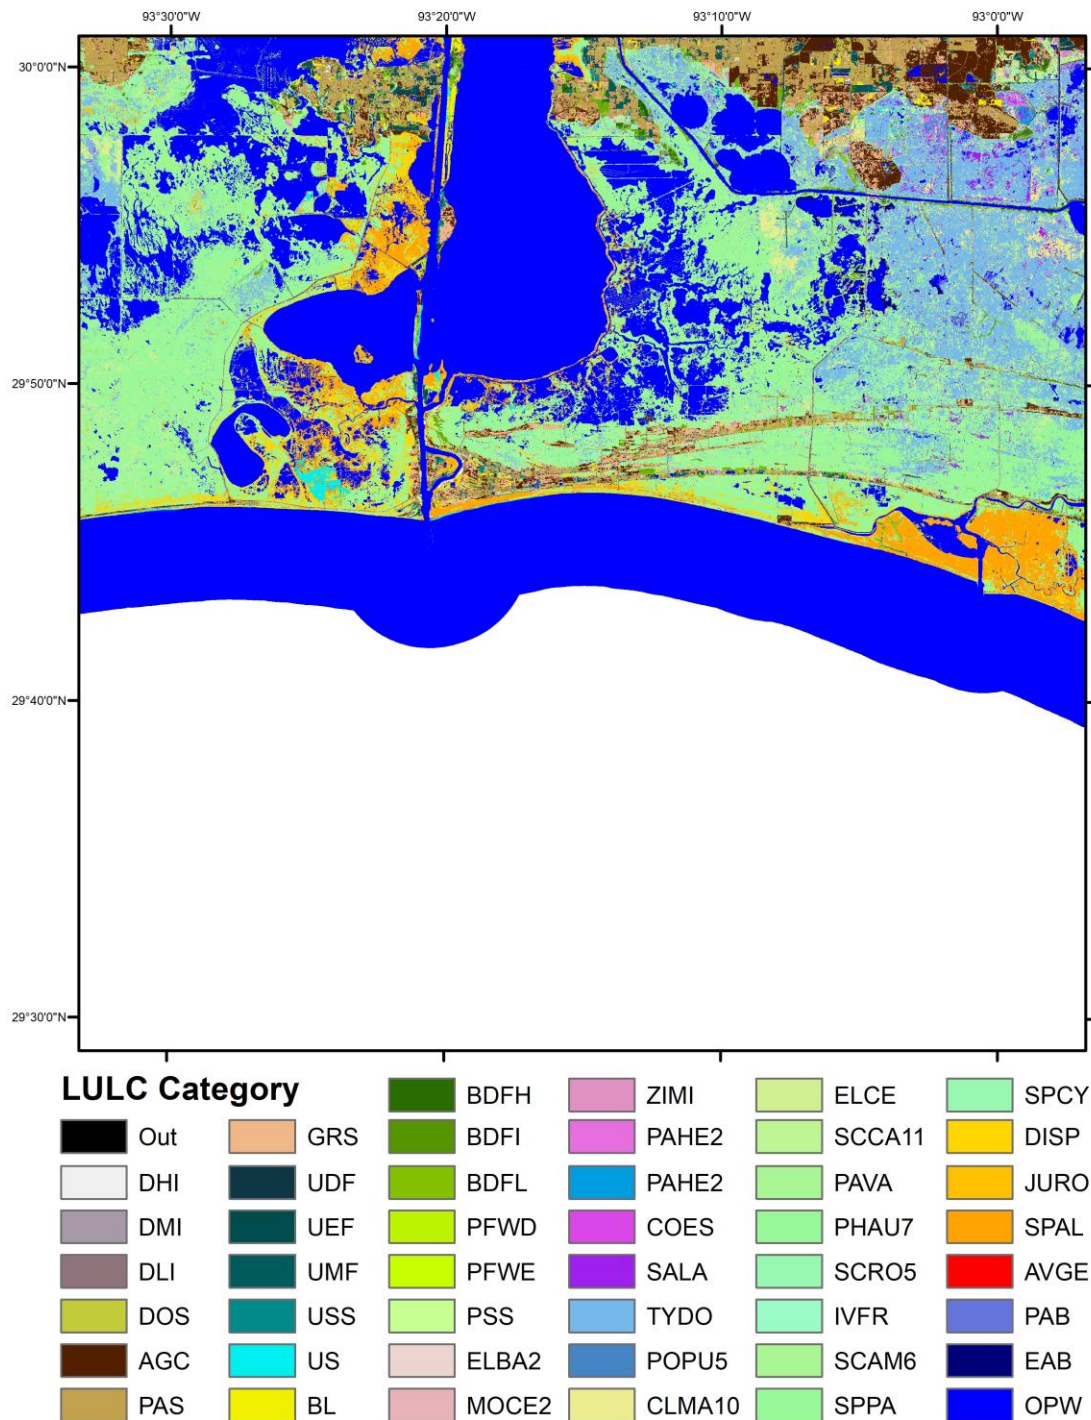 93°30'0"W 93°20'0"W 93°10'0"W 93°0'0"W
30°0'0"N
29°50'0"N
29°40'0"N
29°30'0"N
LULC Category
BDFH ZIMI ELCE SPCY
Out GRS BDFI PAHE2 SCCA11 DISP
DHI UDF BDFL PAHE2 PAVA JURO
DMI UEF PFWD COES PHAU7 SPAL
DLI UMF PFWE SALA SCRO5 AVGE
DOS USS PSS TYDO IVFR PAB
AGC US ELBA2 POPU5 SCAM6 EAB
PAS BL MOCE2 CLMA10 SPPA OPW